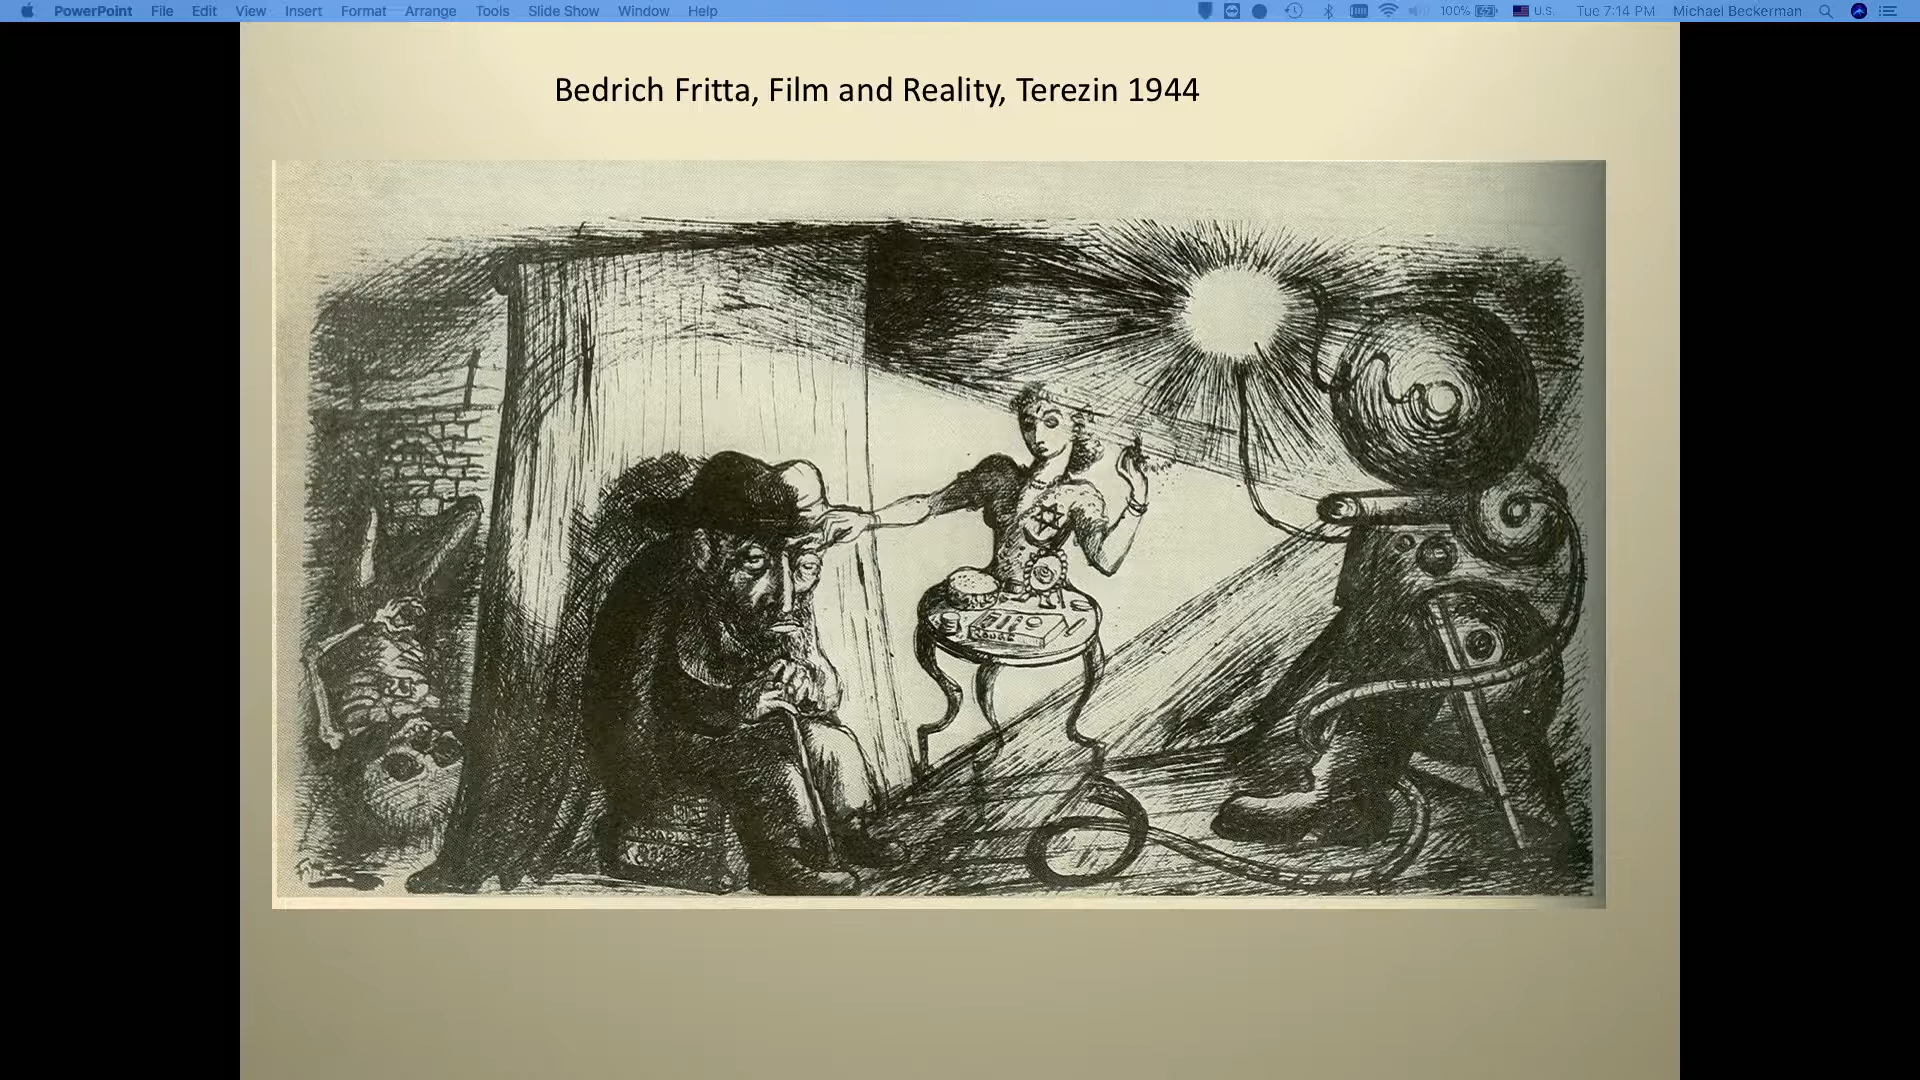 PowerPoint File Edit View Insert Format Arrange Tools Slide Show Window Help 100% U.S. Tue 7:14 PM Michael Beckerman
Bedrich Fritta, Film and Reality, Terezin 1944
ROUGE